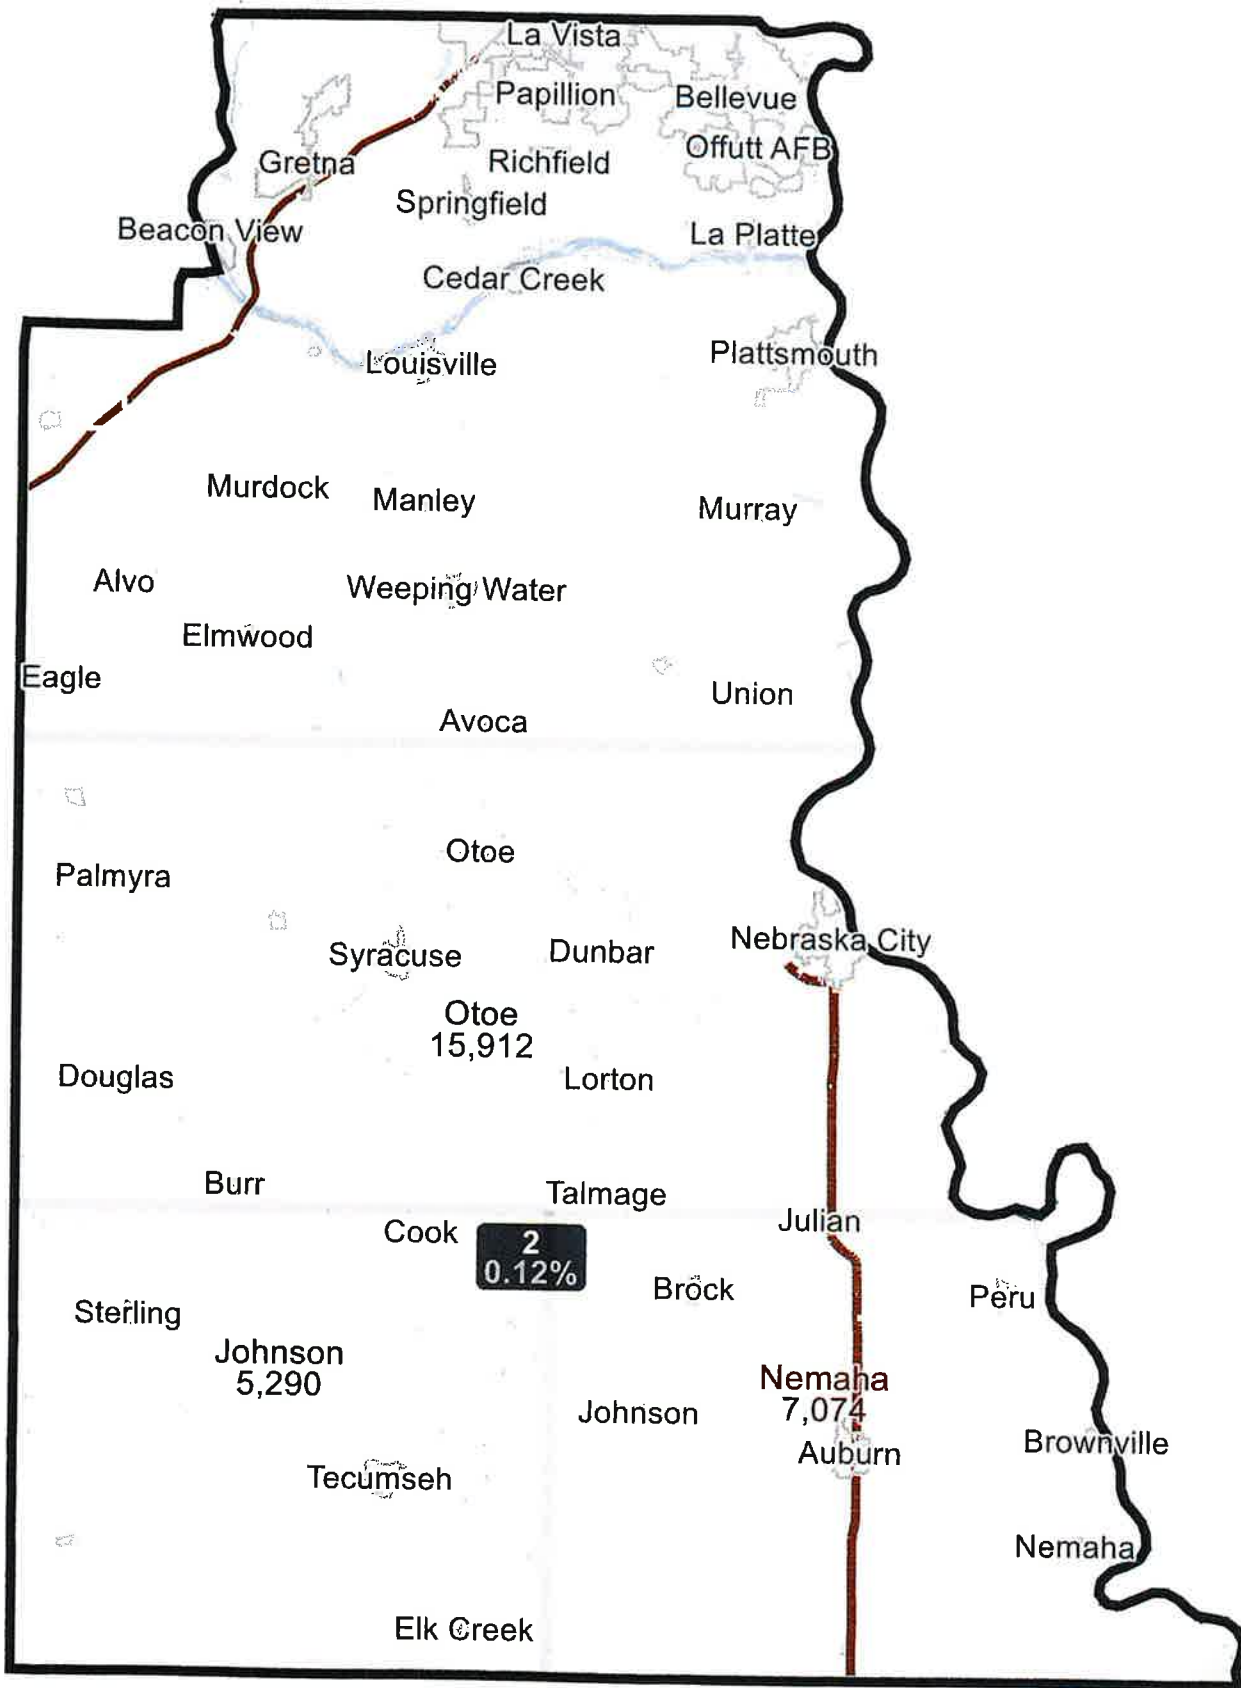 La Vista
Papillion
Bellevue
Offutt AFB
Gretna
Richfield
Springfield
Beacon View
La Platte
Cedar Creek
Plattsmouth
Louisville
Murdock
Manley
Murray
Alvo
Weeping Water
Elmwood
Eagle
Union
Avoca
Otoe
Palmyra
Nebraska City
Syracuse
Dunbar
Otoe
15,912
Douglas
Lorton
Burr
Talmage
Julian
Cook
2
0.12%
Brock
Peru
Sterling
Johnson
5,290
Nemaha
7,074
Johnson
Auburn
Brownville
Tecumseh
Nemaha
Elk Creek